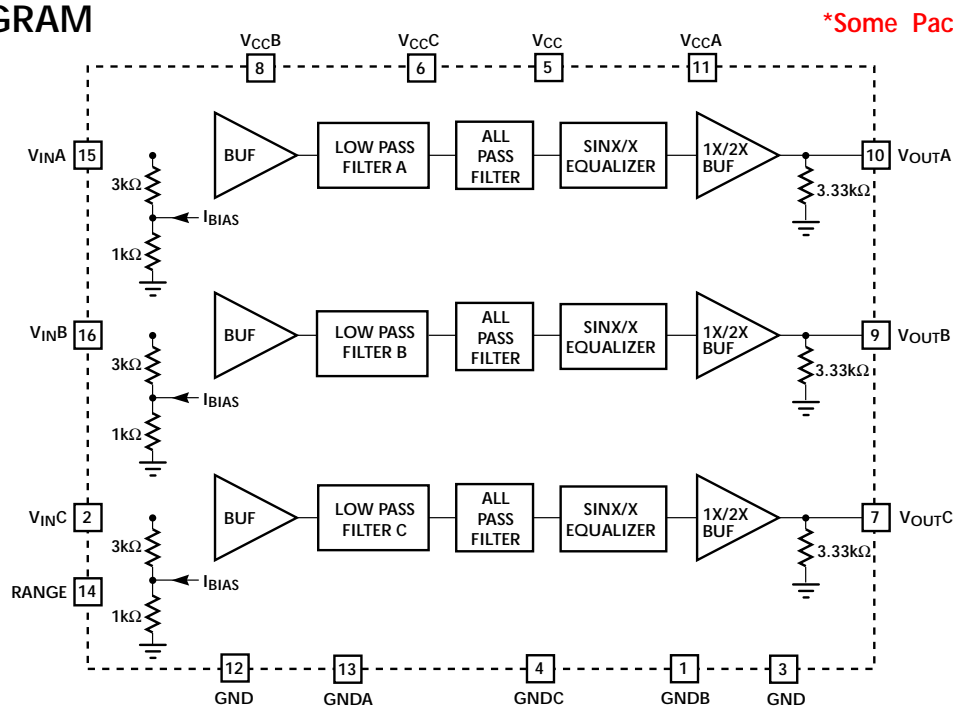 GRAM
*Some Pac
VCCB VCCC VCC VCCA
8 6 5 11
VINA 15
3kΩ
IBIAS
1kΩ
BUF
LOW PASS
FILTER A
ALL
PASS
FILTER
SINX/X
EQUALIZER
1X/2X
BUF
3.33kΩ
10 VOUTA
VINB 16
3kΩ
IBIAS
1kΩ
BUF
LOW PASS
FILTER B
ALL
PASS
FILTER
SINX/X
EQUALIZER
1X/2X
BUF
3.33kΩ
9 VOUTB
VINC 2
3kΩ
IBIAS
RANGE 14
1kΩ
BUF
LOW PASS
FILTER C
ALL
PASS
FILTER
SINX/X
EQUALIZER
1X/2X
BUF
3.33kΩ
7 VOUTC
12 13 4 1 3
GND GNDA GNDC GNDB GND